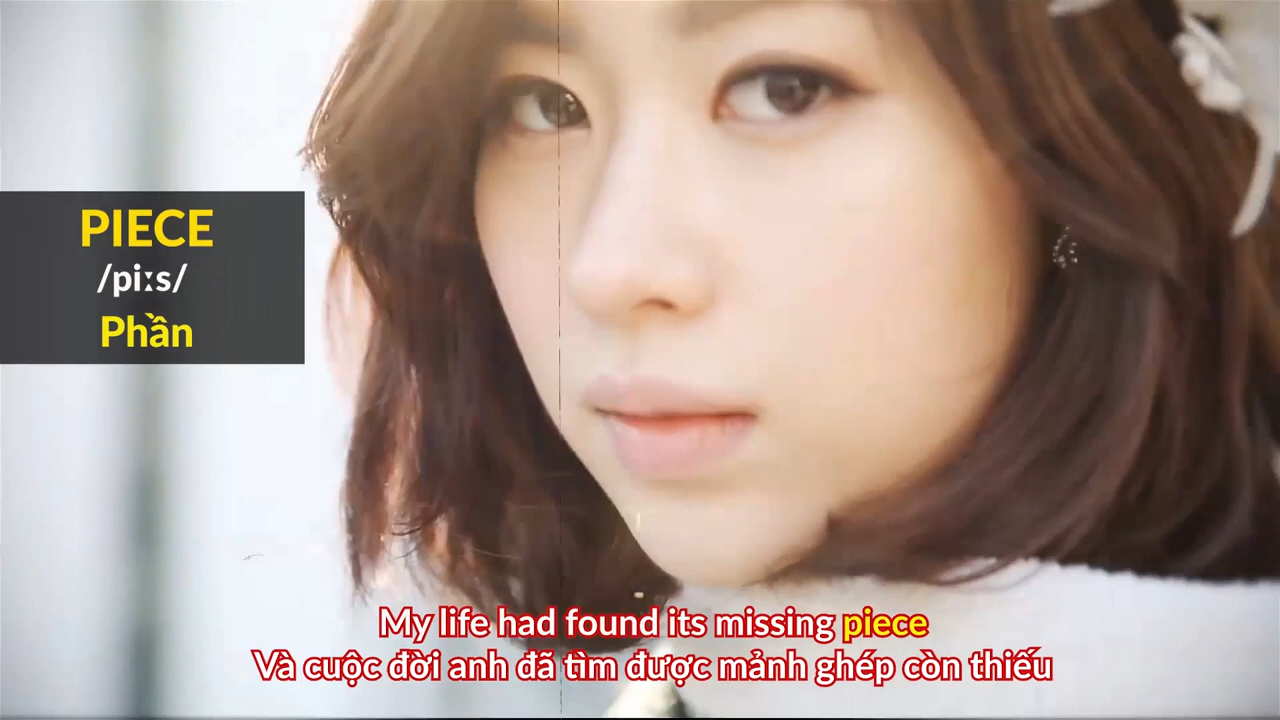 PIECE
/piːs/
Phần
My life had found its missing piece
Và cuộc đời anh đã tìm được mảnh ghép còn thiếu